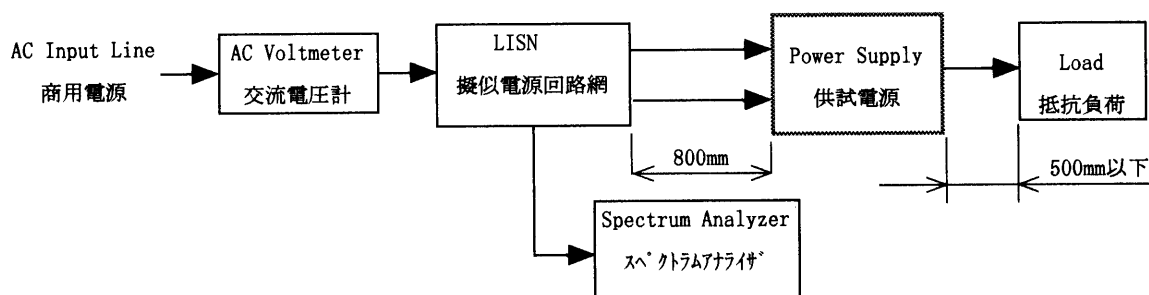 AC Input Line
商用電源
AC Voltmeter
交流電圧計
LISN
擬似電源回路網
Power Supply
供試電源
Load
抵抗負荷
800mm
500mm以下
Spectrum Analyzer
スペクトラムアナライザ